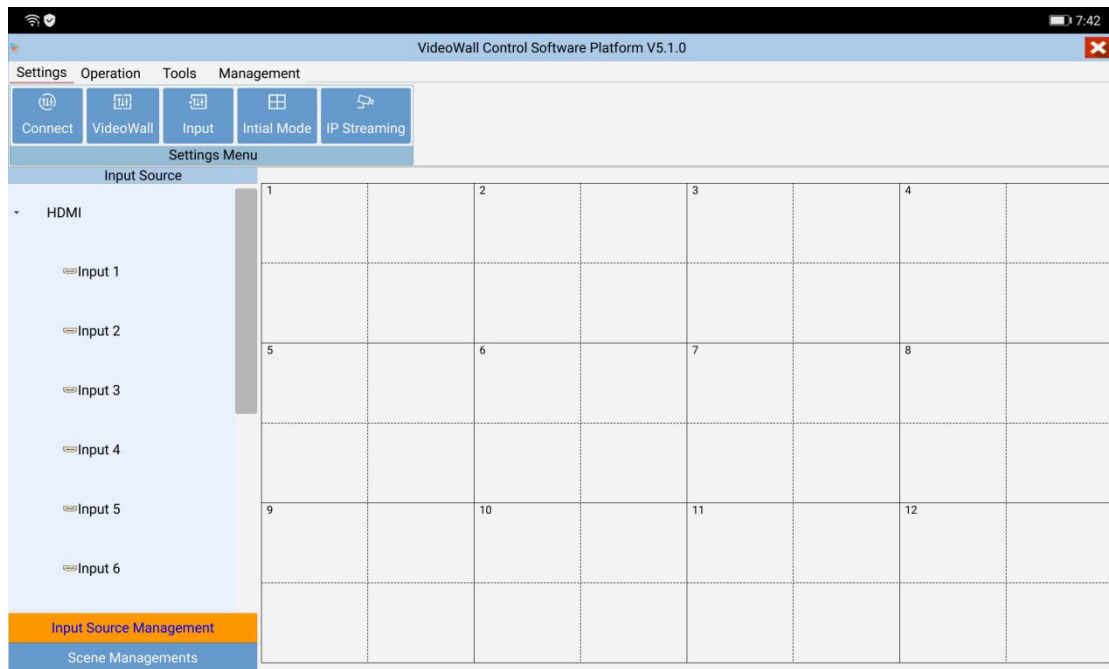 7:42
VideoWall Control Software Platform V5.1.0
Settings Operation Tools Management
Connect VideoWall Input Intial Mode IP Streaming
Settings Menu
Input Source
HDMI
Input 1
Input 2
Input 3
Input 4
Input 5
Input 6
Input Source Management
Scene Managements
1 2 3 4
5 6 7 8
9 10 11 12